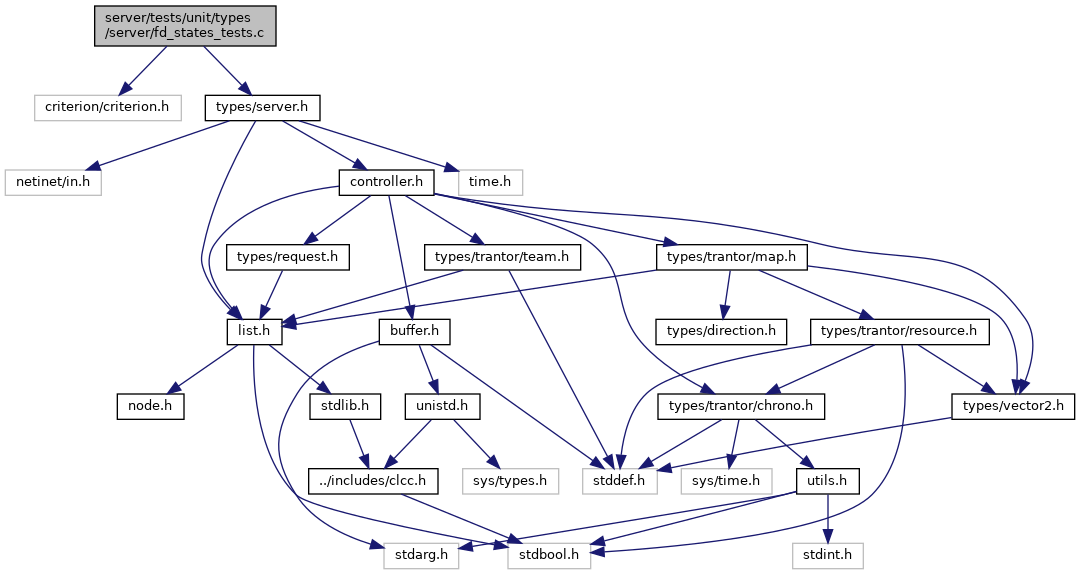 server/tests/unit/types
/server/fd_states_tests.c
criterion/criterion.h
types/server.h
netinet/in.h
controller.h
time.h
types/request.h
types/trantor/team.h
types/trantor/map.h
list.h
buffer.h
types/direction.h
types/trantor/resource.h
node.h
stdlib.h
unistd.h
types/trantor/chrono.h
types/vector2.h
../includes/clcc.h
sys/types.h
stddef.h
sys/time.h
utils.h
stdarg.h
stdbool.h
stdint.h